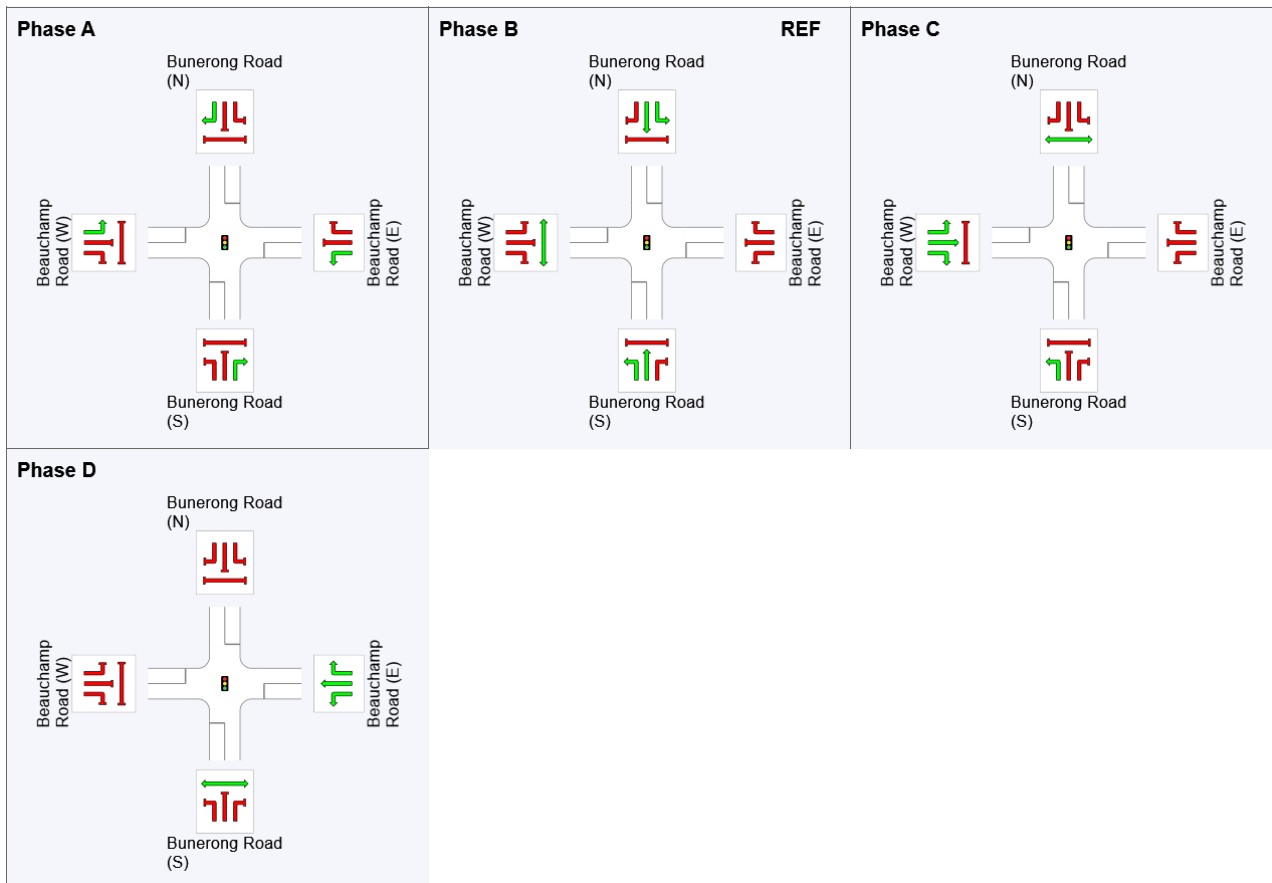 Phase A
Bunerong Road
(N)
Beauchamp
Road (W)
Beauchamp
Road (E)
Bunerong Road
(S)
Phase B
REF
Bunerong Road
(N)
Beauchamp
Road (W)
Beauchamp
Road (E)
Bunerong Road
(S)
Phase C
Bunerong Road
(N)
Beauchamp
Road (W)
Beauchamp
Road (E)
Bunerong Road
(S)
Phase D
Bunerong Road
(N)
Beauchamp
Road (W)
Beauchamp
Road (E)
Bunerong Road
(S)